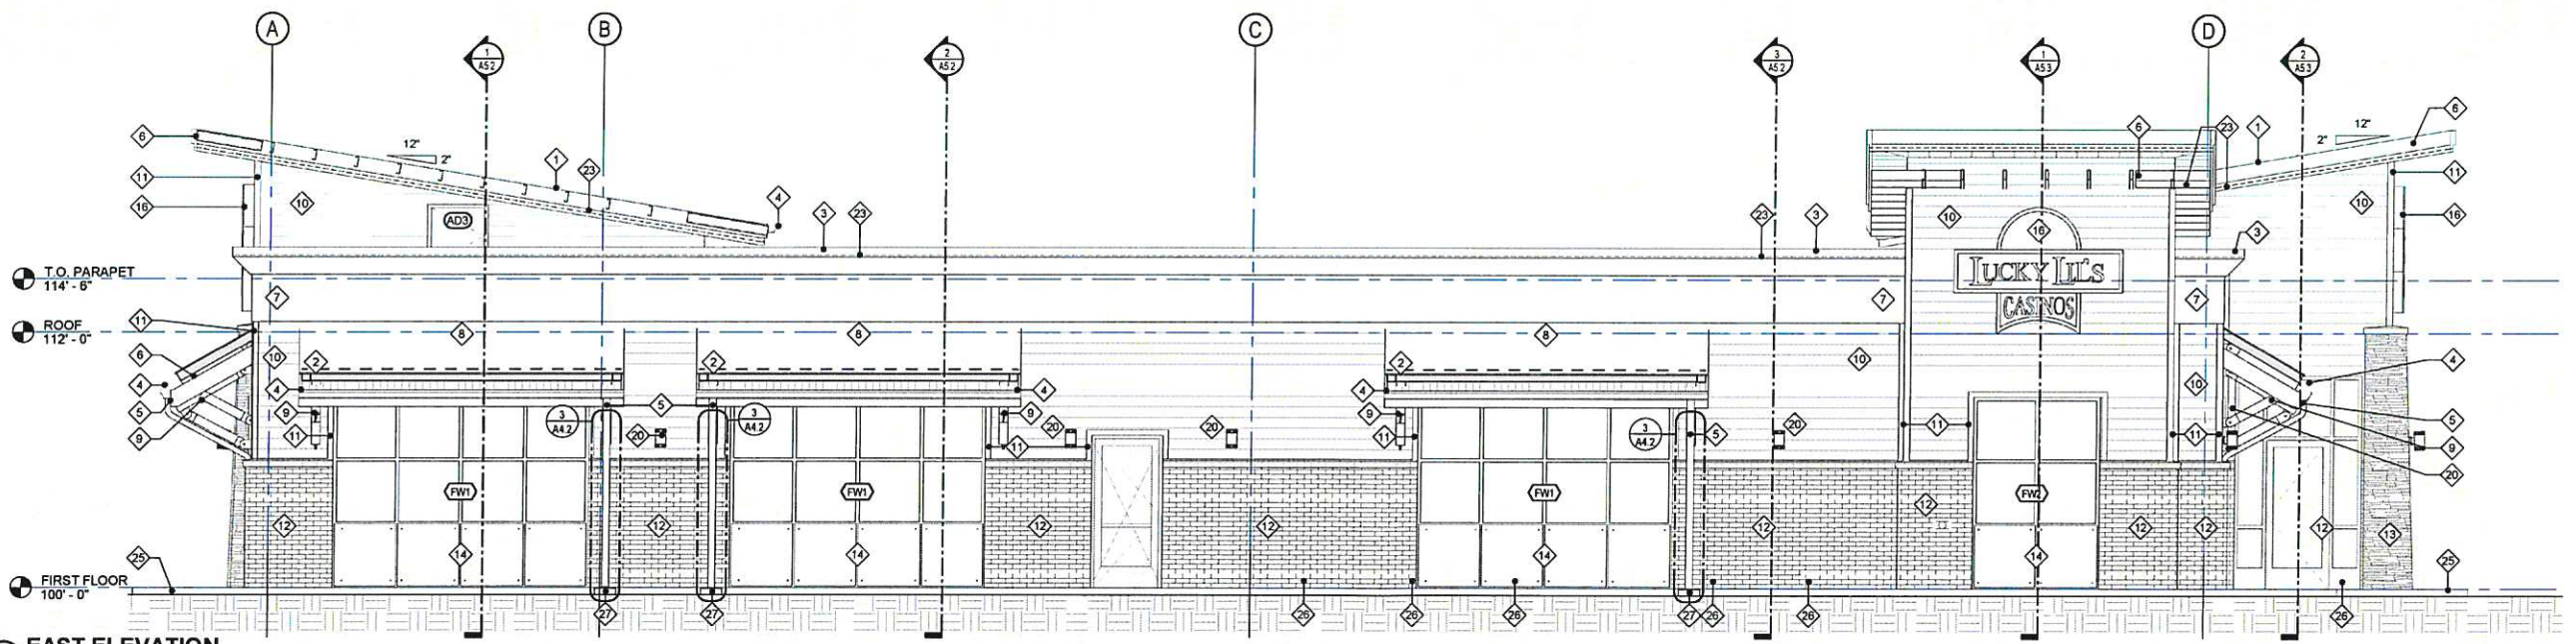 A B C D
1 A5.2
2 A5.2
3 A5.2
1 A5.3
2 A5.3
6 12" 2" 1 23 4 3 23 23 3 6 23 1 2" 12" 6
11 16 10 AD3 10 16 3 10 11 16
LUCKY LIL'S
CASINOS
T.O. PARAPET
114' - 6"
7 7 7
ROOF
112' - 0"
11 8 8 8
6 10 2 2 2 10 4
4 4 4 4 10
5 9 5 9 9 5
3 A4.2
3 A4.2
3 A4.2
9 11 20 11 20 20 11 5 20 11 11 9
20
FW1 FW1 FW1 FW2
12 12 12 12 12 12 12 12 12 13
25 14 14 14 14 25
FIRST FLOOR
100' - 0"
27 27 26 26 26 27 26 26 26
EAST ELEVATION